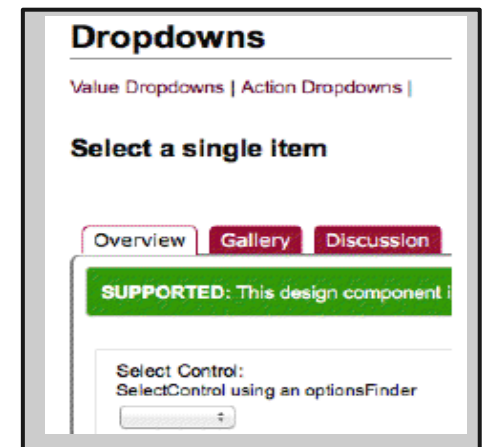 Dropdowns
Value Dropdowns | Action Dropdowns |
Select a single item
Overview Gallery Discussion
SUPPORTED: This design component i
Select Control:
SelectControl using an optionsFinder